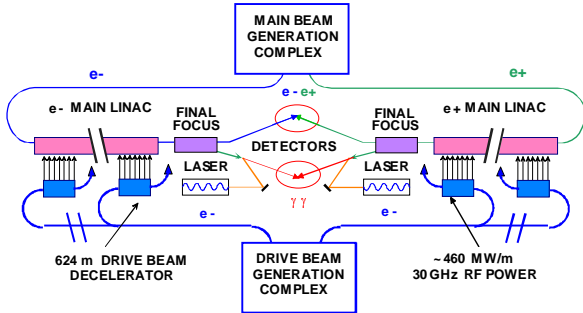 MAIN BEAM
GENERATION
COMPLEX
e-
e+
e- MAIN LINAC
FINAL
FOCUS
e - e+
DETECTORS
FINAL
FOCUS
e+ MAIN LINAC
LASER
LASER
γ γ
e -
e -
624 m DRIVE BEAM
DECELERATOR
DRIVE BEAM
GENERATION
COMPLEX
~ 460 MW/m
30 GHz RF POWER